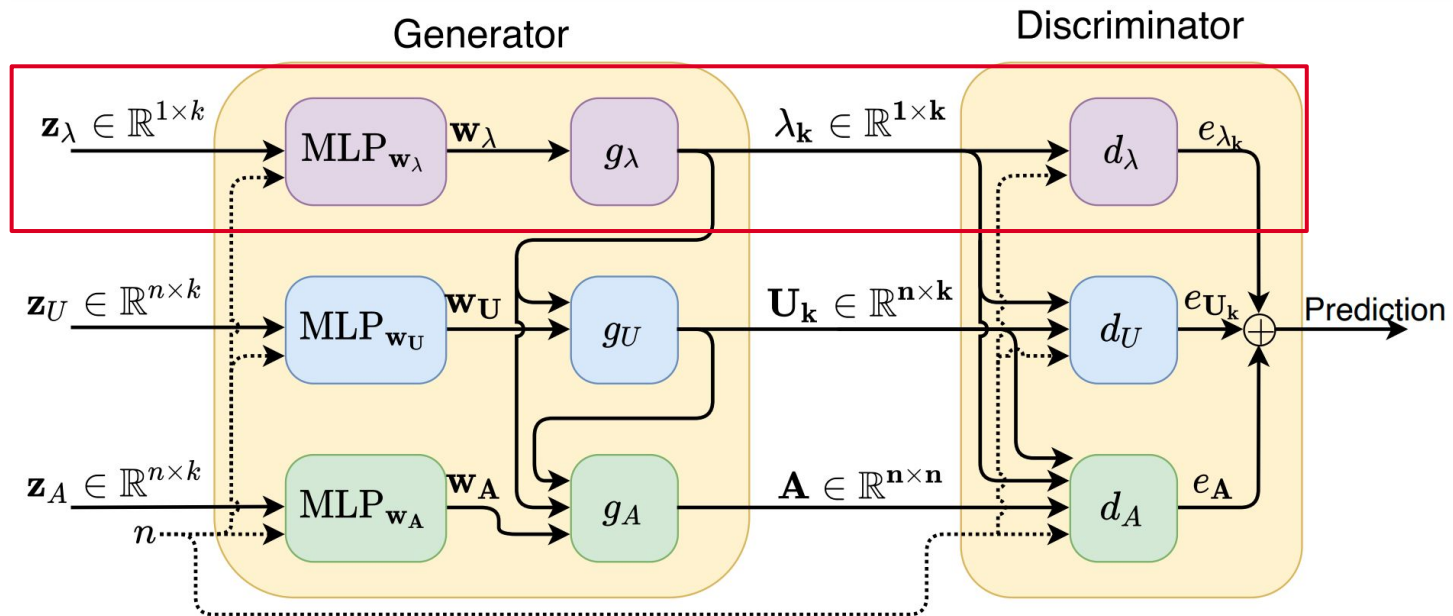 Generator
Discriminator
𝐳_λ ∈ ℝ^{1×k}
MLP_{𝐰_λ}
𝐰_λ
g_λ
λ_𝐤 ∈ ℝ^{𝟏×𝐤}
d_λ
e_{λ_𝐤}
𝐳_U ∈ ℝ^{n×k}
MLP_{𝐰_𝐔}
𝐰_𝐔
g_U
𝐔_𝐤 ∈ ℝ^{𝐧×𝐤}
d_U
e_{𝐔_𝐤}
⊕
Prediction
𝐳_A ∈ ℝ^{n×k}
MLP_{𝐰_𝐀}
𝐰_𝐀
g_A
𝐀 ∈ ℝ^{𝐧×𝐧}
d_A
e_𝐀
n